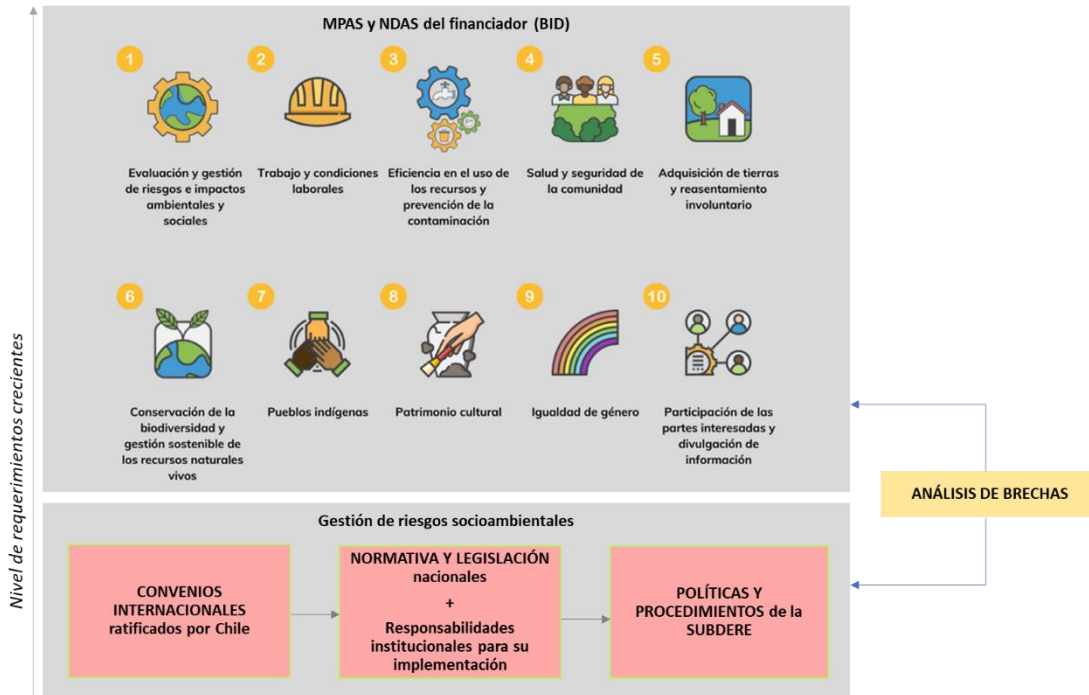 MPAS y NDAS del financiador (BID)
1
2
3
4
5
Evaluación y gestión
de riesgos e impactos
ambientales y
sociales
Trabajo y condiciones
laborales
Eficiencia en el uso de
los recursos y
prevención de la
contaminación
Salud y seguridad de
la comunidad
Adquisición de tierras
y reasentamiento
involuntario
6
7
8
9
10
Conservación de la
biodiversidad y
gestión sostenible de
los recursos naturales
vivos
Pueblos indígenas
Patrimonio cultural
Igualdad de género
Participación de las
partes interesadas y
divulgación de
información
Nivel de requerimientos crecientes
ANÁLISIS DE BRECHAS
Gestión de riesgos socioambientales
CONVENIOS
INTERNACIONALES
ratificados por Chile
NORMATIVA Y LEGISLACIÓN
nacionales
+
Responsabilidades
institucionales para su
implementación
POLÍTICAS Y
PROCEDIMIENTOS de la
SUBDERE